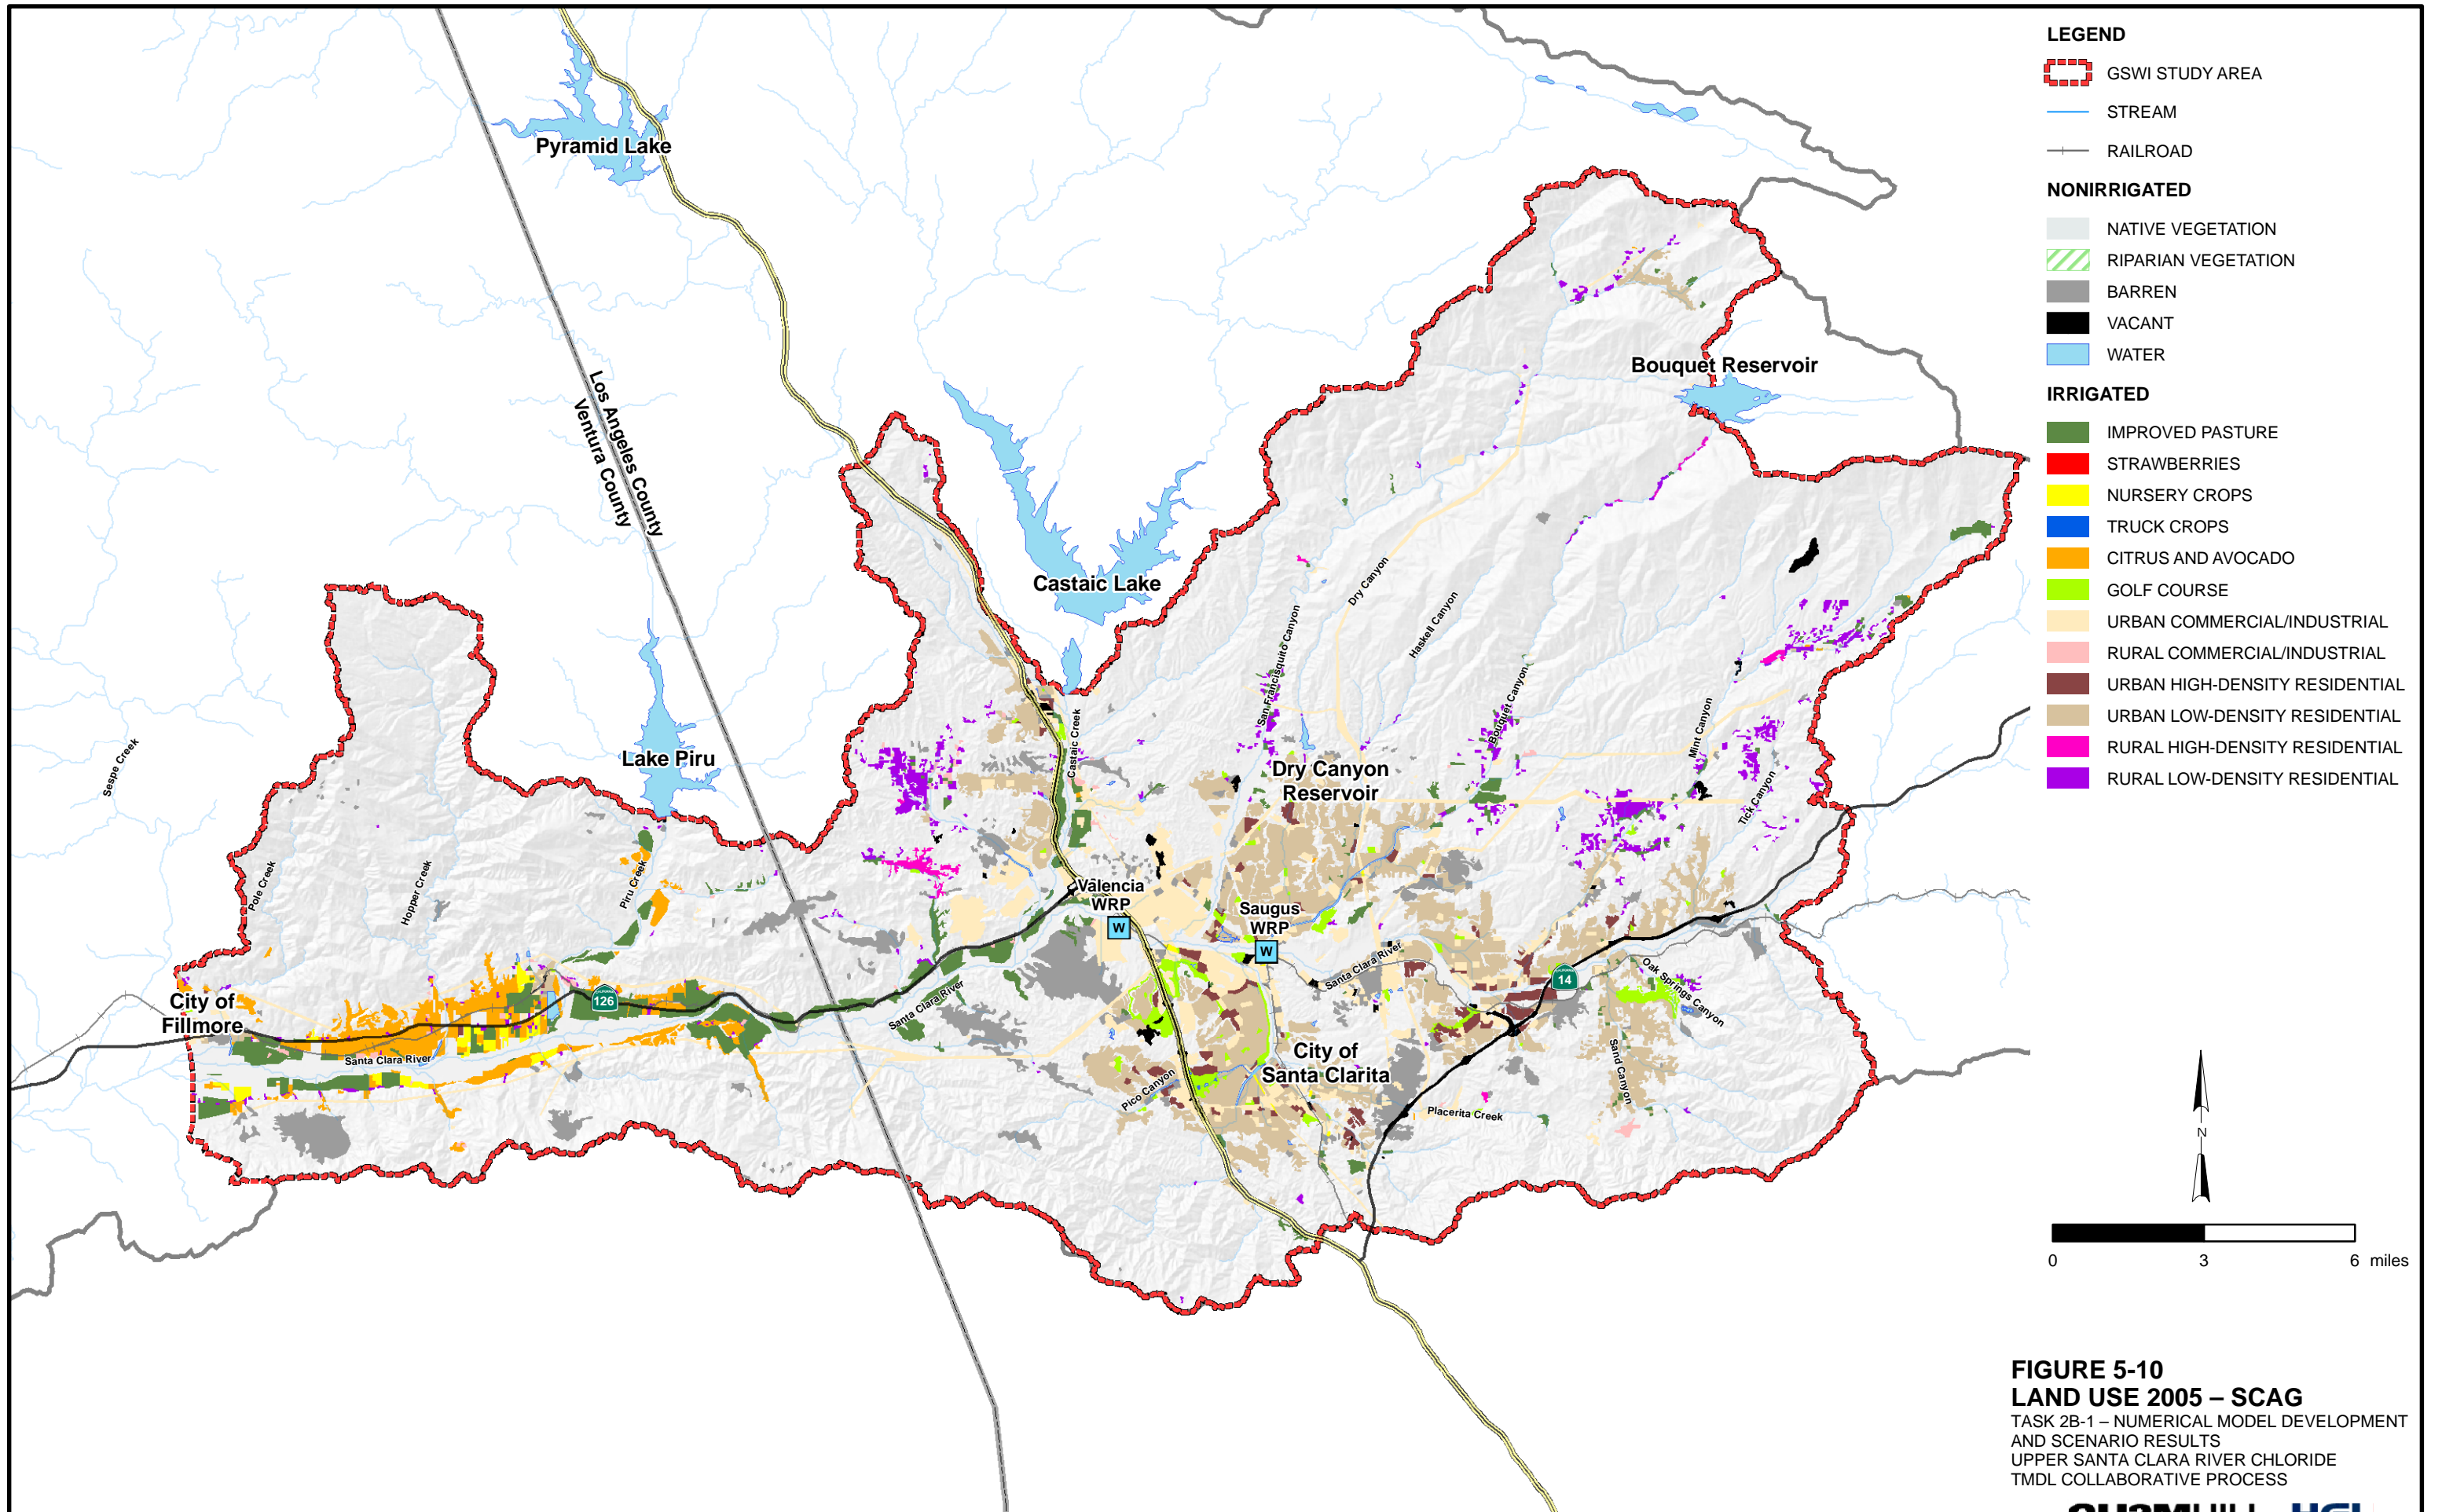 LEGEND
GSWI STUDY AREA
STREAM
RAILROAD
NONIRRIGATED
NATIVE VEGETATION
RIPARIAN VEGETATION
BARREN
VACANT
WATER
IRRIGATED
IMPROVED PASTURE
STRAWBERRIES
NURSERY CROPS
TRUCK CROPS
CITRUS AND AVOCADO
GOLF COURSE
URBAN COMMERCIAL/INDUSTRIAL
RURAL COMMERCIAL/INDUSTRIAL
URBAN HIGH-DENSITY RESIDENTIAL
URBAN LOW-DENSITY RESIDENTIAL
RURAL HIGH-DENSITY RESIDENTIAL
RURAL LOW-DENSITY RESIDENTIAL
Pyramid Lake
Los Angeles County
Ventura County
Bouquet Reservoir
Castaic Lake
Dry Canyon
Haskell Canyon
San Francisquito Canyon
Bouquet Canyon
Mint Canyon
Tick Canyon
Castaic Creek
Sespe Creek
Lake Piru
Dry Canyon
Reservoir
Pole Creek
Hopper Creek
Piru Creek
Valencia
WRP
W
Saugus
WRP
W
Santa Clara River
14
Oak Springs Canyon
City of
Fillmore
CALIFORNIA
126
Santa Clara River
Santa Clara River
City of
Santa Clarita
Sand Canyon
Pico Canyon
Placerita Creek
N
0 3 6 miles
FIGURE 5-10
LAND USE 2005 – SCAG
TASK 2B-1 – NUMERICAL MODEL DEVELOPMENT
AND SCENARIO RESULTS
UPPER SANTA CLARA RIVER CHLORIDE
TMDL COLLABORATIVE PROCESS